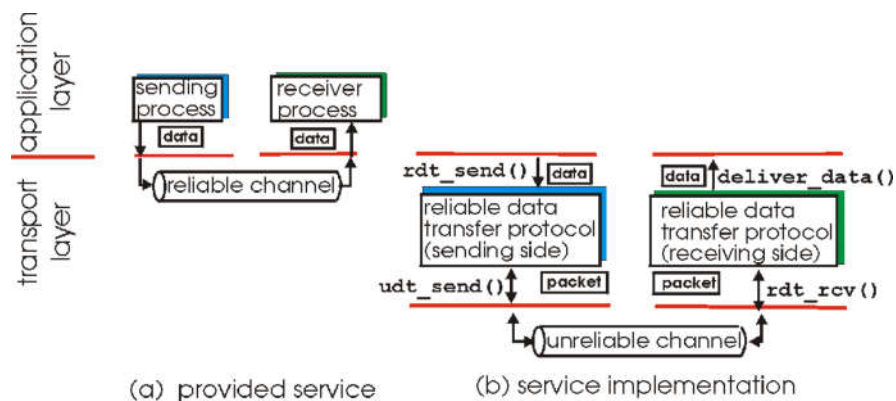 application
layer
transport
layer
sending
process
data
receiver
process
data
reliable channel
rdt_send()
data
reliable data
transfer protocol
(sending side)
udt_send()
packet
data
deliver_data()
reliable data
transfer protocol
(receiving side)
packet
rdt_rcv()
unreliable channel
(a) provided service
(b) service implementation